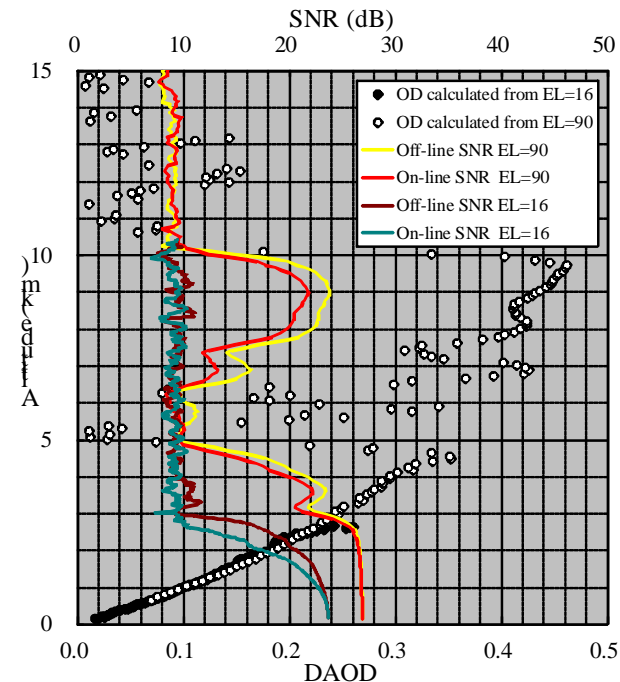 SNR (dB)
0 10 20 30 40 50
15
10
5
0
OD calculated from EL=16
OD calculated from EL=90
Off-line SNR EL=90
On-line SNR EL=90
Off-line SNR EL=16
On-line SNR EL=16
Altitude(km)
0.0 0.1 0.2 0.3 0.4 0.5
DAOD